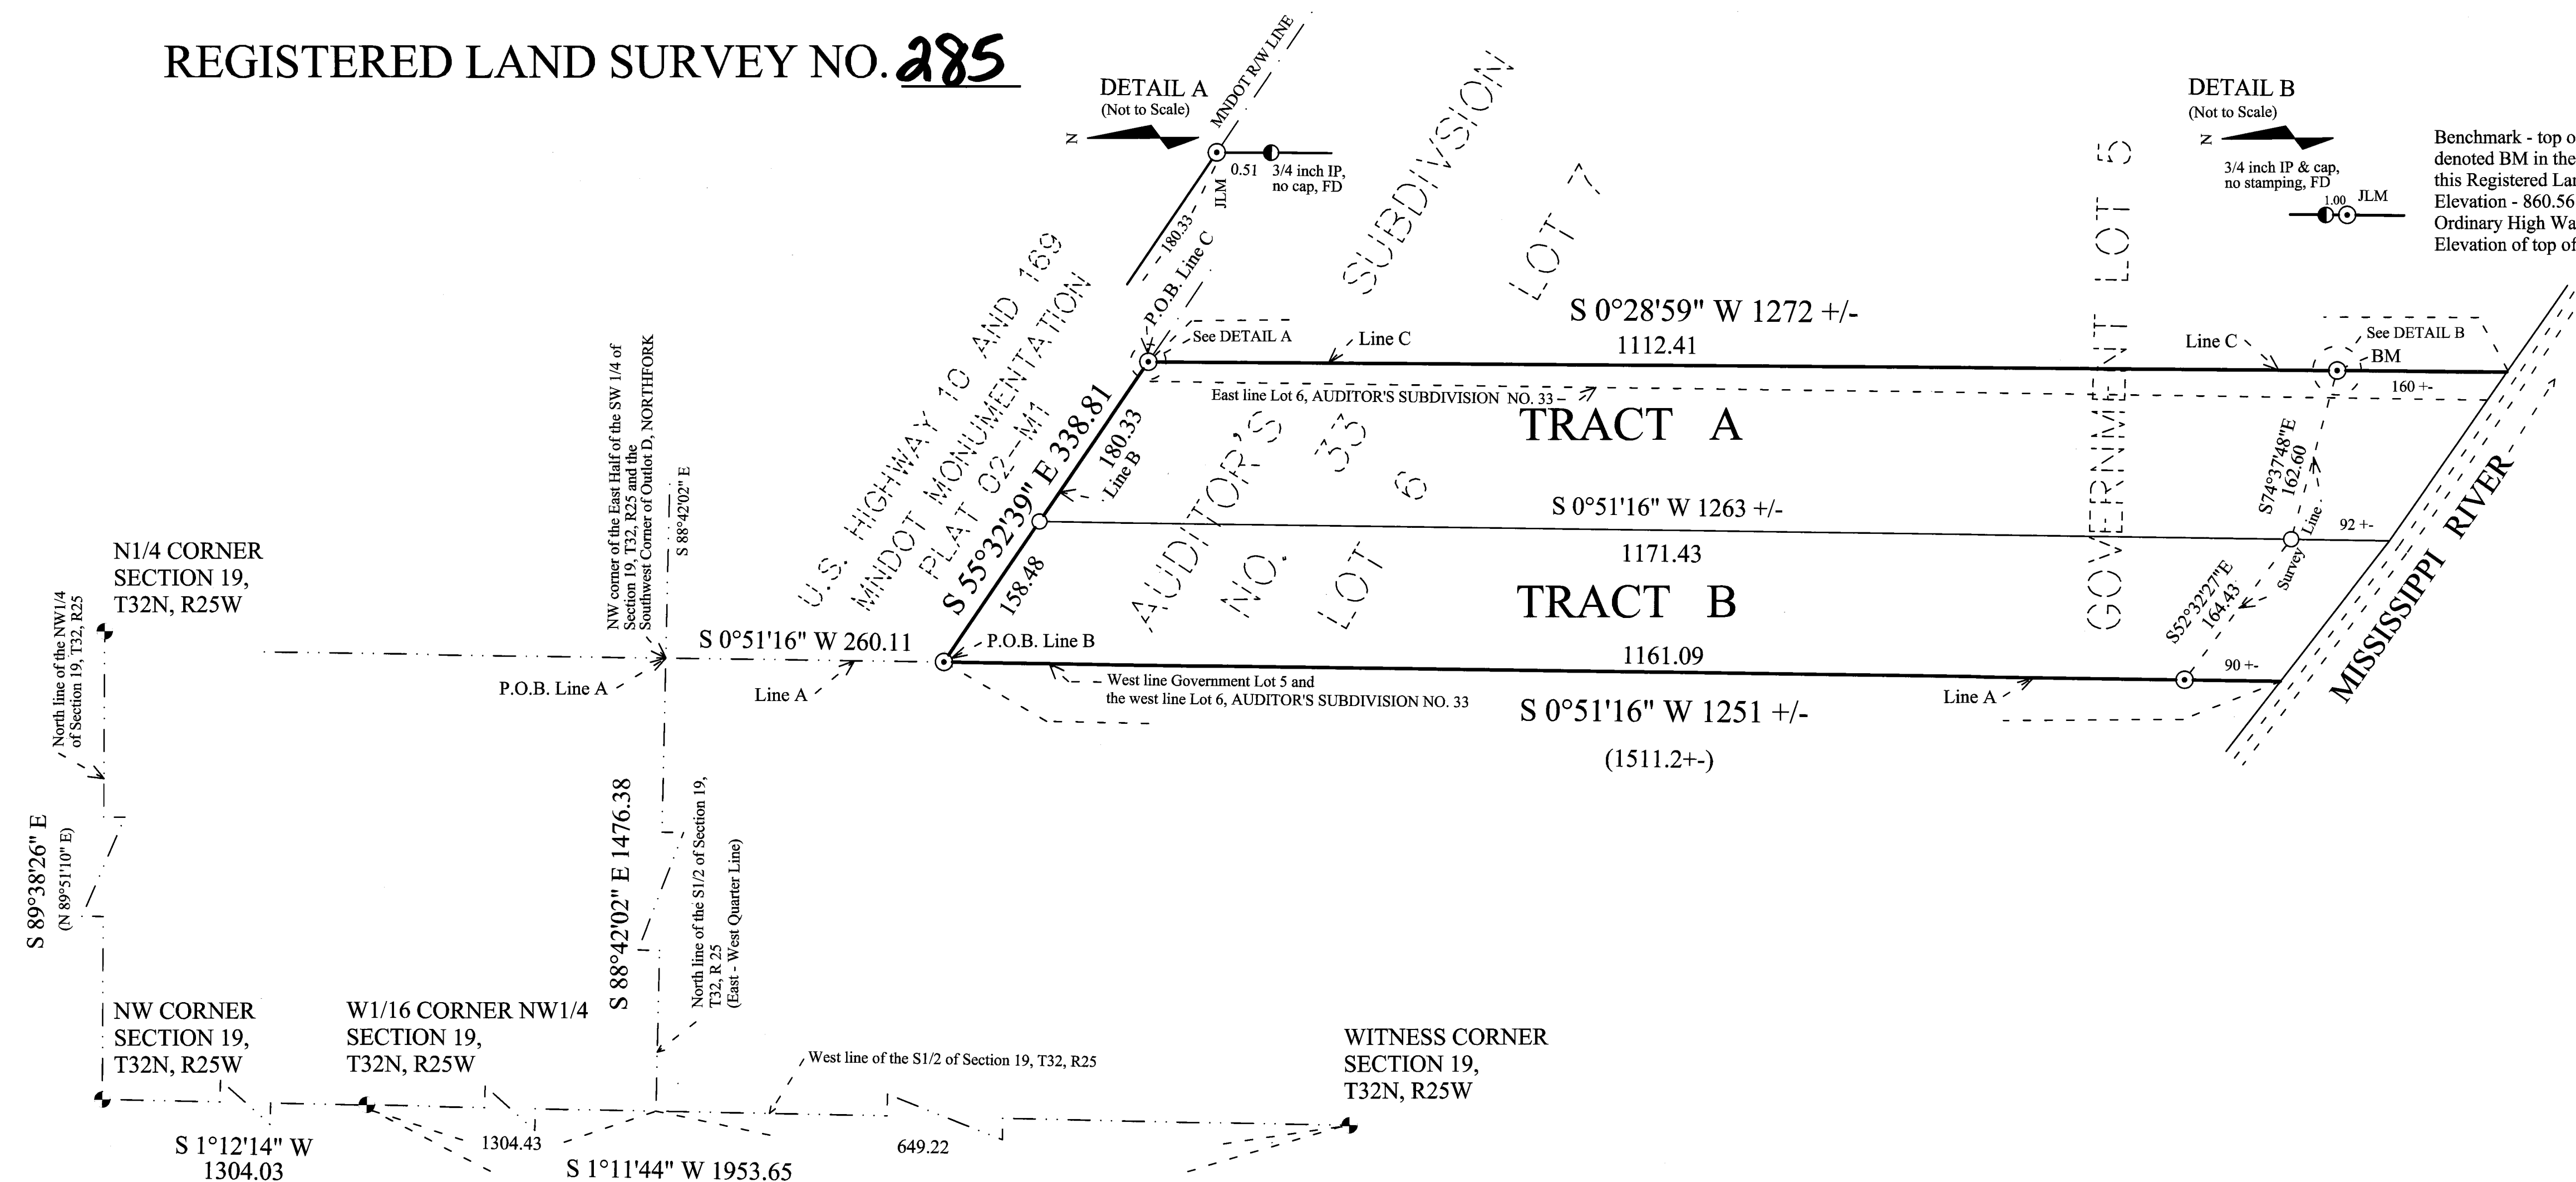 REGISTERED LAND SURVEY NO. 285
DETAIL A
(Not to Scale)
N
MNDOT R/W LINE
0.51
3/4 inch IP,
no cap, FD
JLM
180.33
P.O.B. Line C
See DETAIL A
DETAIL B
(Not to Scale)
N
3/4 inch IP & cap,
no stamping, FD
1.00
JLM
Benchmark - top o
denoted BM in the
this Registered Lan
Elevation - 860.56
Ordinary High Wa
Elevation of top of
U.S. HIGHWAY 10 AND 169
MNDOT MONUMENTATION
PLAT 02-M1
SUBDIVSION
LOT 7
GOVERNMENT LOT 5
S 0°28'59" W 1272 +/-
1112.41
Line C
Line C
See DETAIL B
BM
160 +-
East line Lot 6, AUDITOR'S SUBDIVISION NO. 33
TRACT A
S 55°32'39" E 338.81
180.33
Line B
158.48
AUDITOR'S
NO. 33
LOT 6
S 0°51'16" W 1263 +/-
1171.43
S74°37'48"E
162.60
Survey Line
92 +-
S52°32'27"E
164.43
MISSISSIPPI RIVER
TRACT B
1161.09
90 +-
P.O.B. Line B
West line Government Lot 5 and
the west line Lot 6, AUDITOR'S SUBDIVISION NO. 33
Line A
S 0°51'16" W 1251 +/-
(1511.2+-)
NW corner of the East Half of the SW 1/4 of
Section 19, T32, R25 and the
Southwest Corner of Outlot D, NORTHFORK
S 88°42'02" E
S 0°51'16" W 260.11
P.O.B. Line A
Line A
N1/4 CORNER
SECTION 19,
T32N, R25W
North line of the NW1/4
of Section 19, T32, R25
S 89°38'26" E
(N 89°51'10" E)
S 88°42'02" E 1476.38
North line of the S1/2 of Section 19,
T32, R 25
(East - West Quarter Line)
NW CORNER
SECTION 19,
T32N, R25W
W1/16 CORNER NW1/4
SECTION 19,
T32N, R25W
West line of the S1/2 of Section 19, T32, R25
WITNESS CORNER
SECTION 19,
T32N, R25W
S 1°12'14" W
1304.03
1304.43
S 1°11'44" W 1953.65
649.22